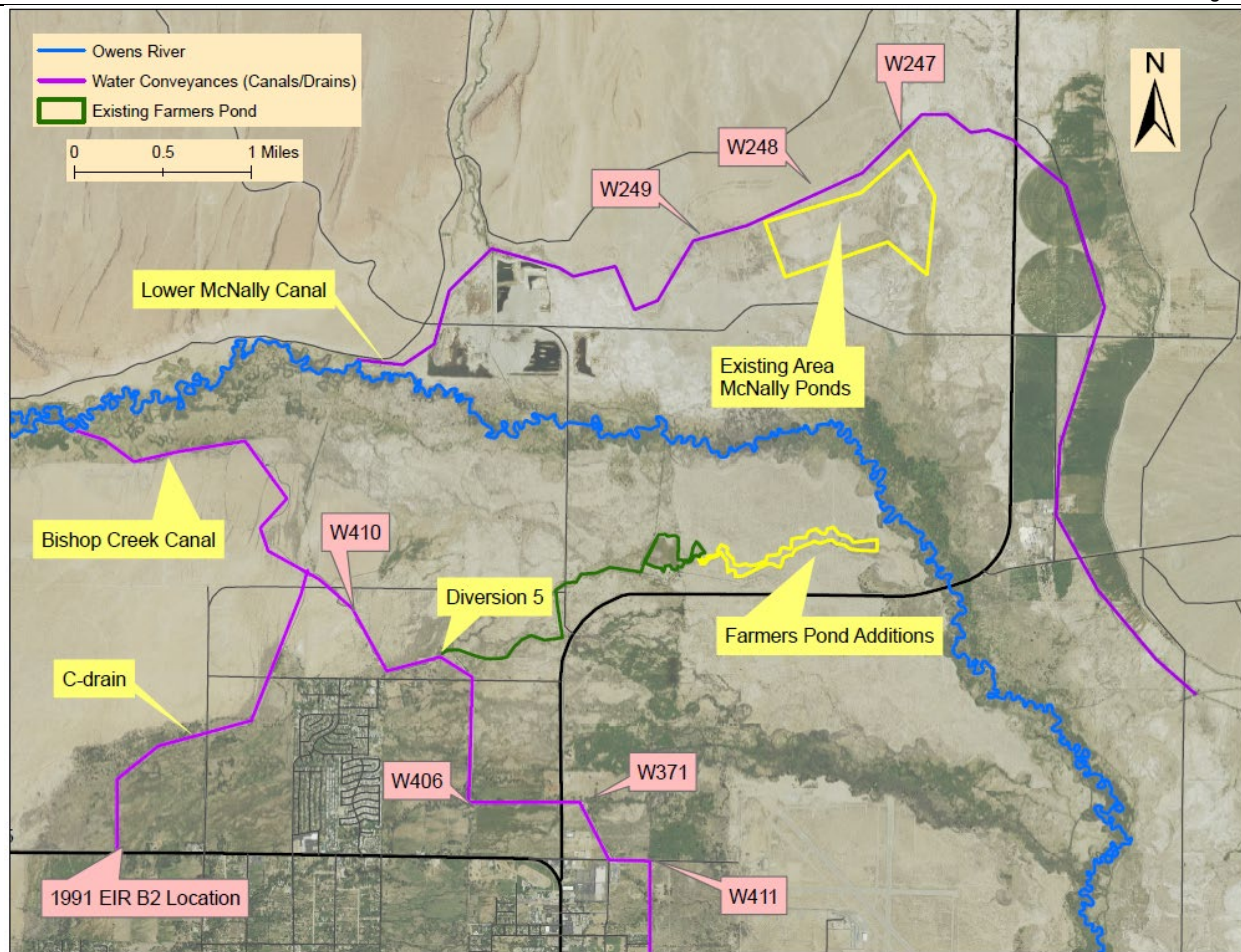 Owens River
Water Conveyances (Canals/Drains)
Existing Farmers Pond
0 0.5 1 Miles
N
W247
W248
W249
Lower McNally Canal
Existing Area
McNally Ponds
Bishop Creek Canal
W410
Diversion 5
Farmers Pond Additions
C-drain
W406
W371
1991 EIR B2 Location
W411